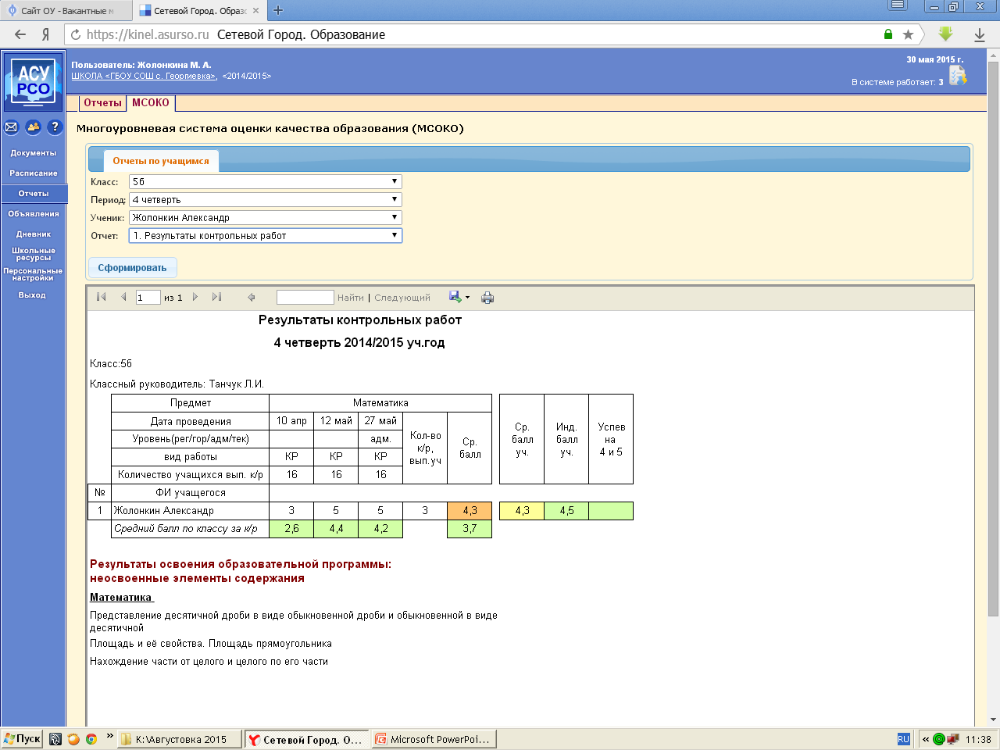 Сайт ОУ - Вакантные м
Сетевой Город. Образо
https://kinel.asurso.ru Сетевой Город. Образование
АСУ
РСО
Пользователь: Жолонкина М. А.
ШКОЛА <ГБОУ СОШ с. Георгиевка>, <2014/2015>
30 мая 2015 г.
В системе работает: 3
Отчеты
МСОКО
Многоуровневая система оценки качества образования (МСОКО)
Документы
Расписание
Отчеты
Объявления
Дневник
Школьные
ресурсы
Персональные
настройки
Выход
Отчеты по учащимся
Класс: 5б
Период: 4 четверть
Ученик: Жолонкин Александр
Отчет: 1. Результаты контрольных работ
Сформировать
1 из 1 Найти | Следующий
Результаты контрольных работ
4 четверть 2014/2015 уч.год
Класс:5б
Классный руководитель: Танчук Л.И.
Предмет Математика
Дата проведения 10 апр 12 май 27 май
Уровень(рег/гор/адм/тек) адм.
вид работы КР КР КР
Количество учащихся вып. к/р 16 16 16
Кол-во
к/р,
вып.уч
Ср.
балл
Ср.
балл
уч.
Инд.
балл
уч.
Успев
на
4 и 5
№ ФИ учащегося
1 Жолонкин Александр 3 5 5 3 4,3 4,3 4,5
Средний балл по классу за к/р 2,6 4,4 4,2 3,7
Результаты освоения образовательной программы:
неосвоенные элементы содержания
Математика
Представление десятичной дроби в виде обыкновенной дроби и обыкновенной в виде
десятичной
Площадь и её свойства. Площадь прямоугольника
Нахождение части от целого и целого по его части
Пуск
K:\Августовка 2015
Сетевой Город. О...
Microsoft PowerPoi...
RU
11:38